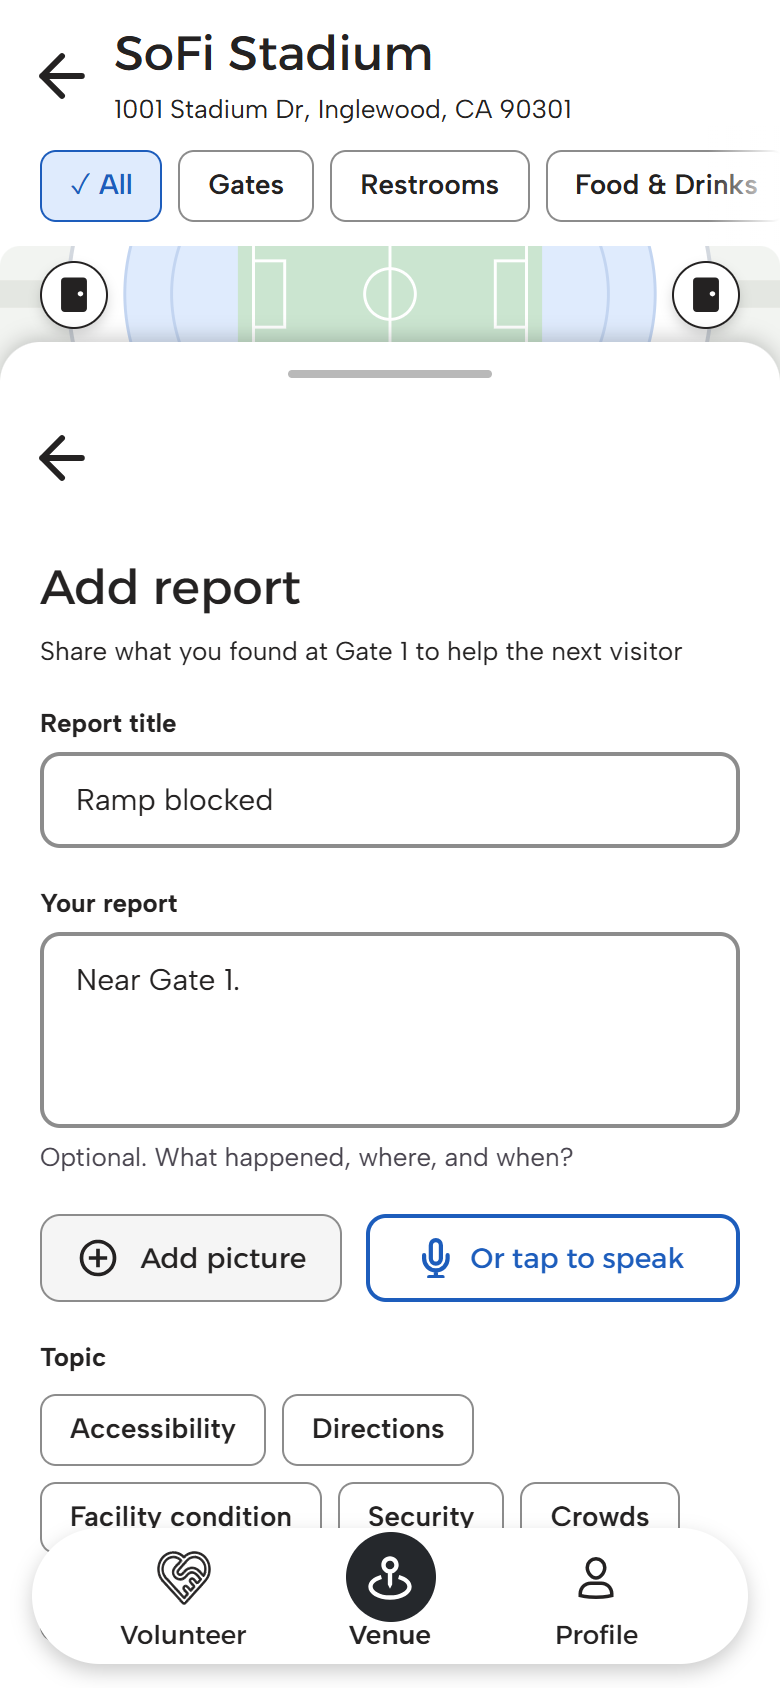 SoFi Stadium
1001 Stadium Dr, Inglewood, CA 90301
✓ All
Gates
Restrooms
Food & Drinks
Add report
Share what you found at Gate 1 to help the next visitor
Report title
Ramp blocked
Your report
Near Gate 1.
Optional. What happened, where, and when?
Add picture
Or tap to speak
Topic
Accessibility
Directions
Facility condition
Security
Crowds
Volunteer
Venue
Profile